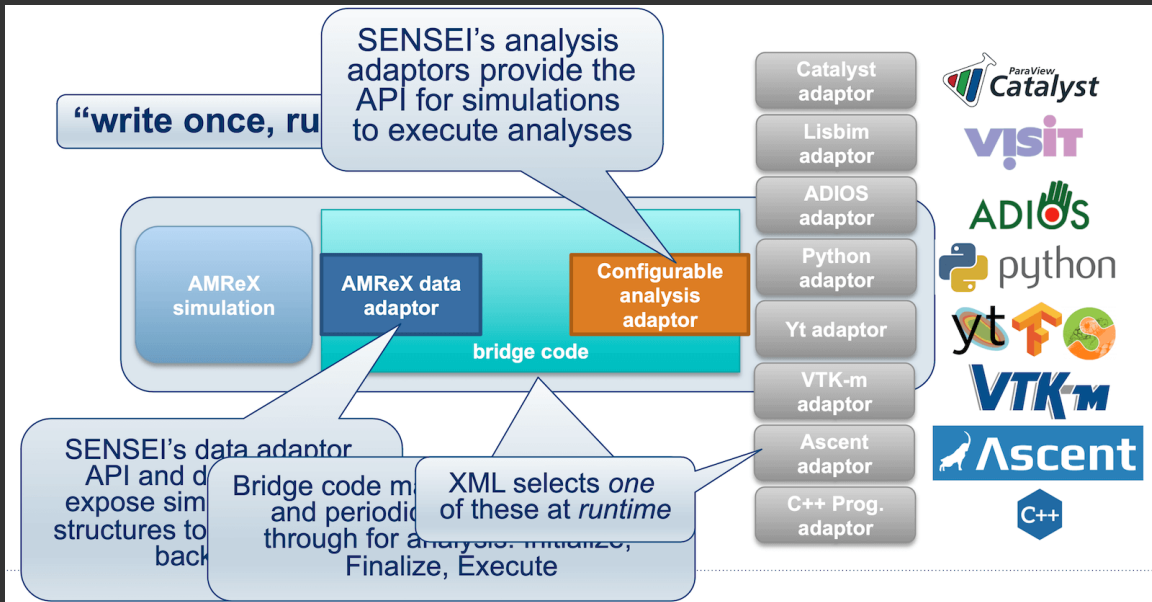 SENSEI’s analysis
adaptors provide the
API for simulations
to execute analyses
“write once, ru
AMReX
simulation
AMReX data
adaptor
Configurable
analysis
adaptor
bridge code
SENSEI’s data adaptor
API and d
expose sim
structures to
back
Bridge code ma
and periodic
through for analysis: Initialize,
Finalize, Execute
XML selects one
of these at runtime
Catalyst
adaptor
Lisbim
adaptor
ADIOS
adaptor
Python
adaptor
Yt adaptor
VTK-m
adaptor
Ascent
adaptor
C++ Prog.
adaptor
ParaView
Catalyst
VisIT
ADIOS
python
yt
VTK-m
Ascent
C++